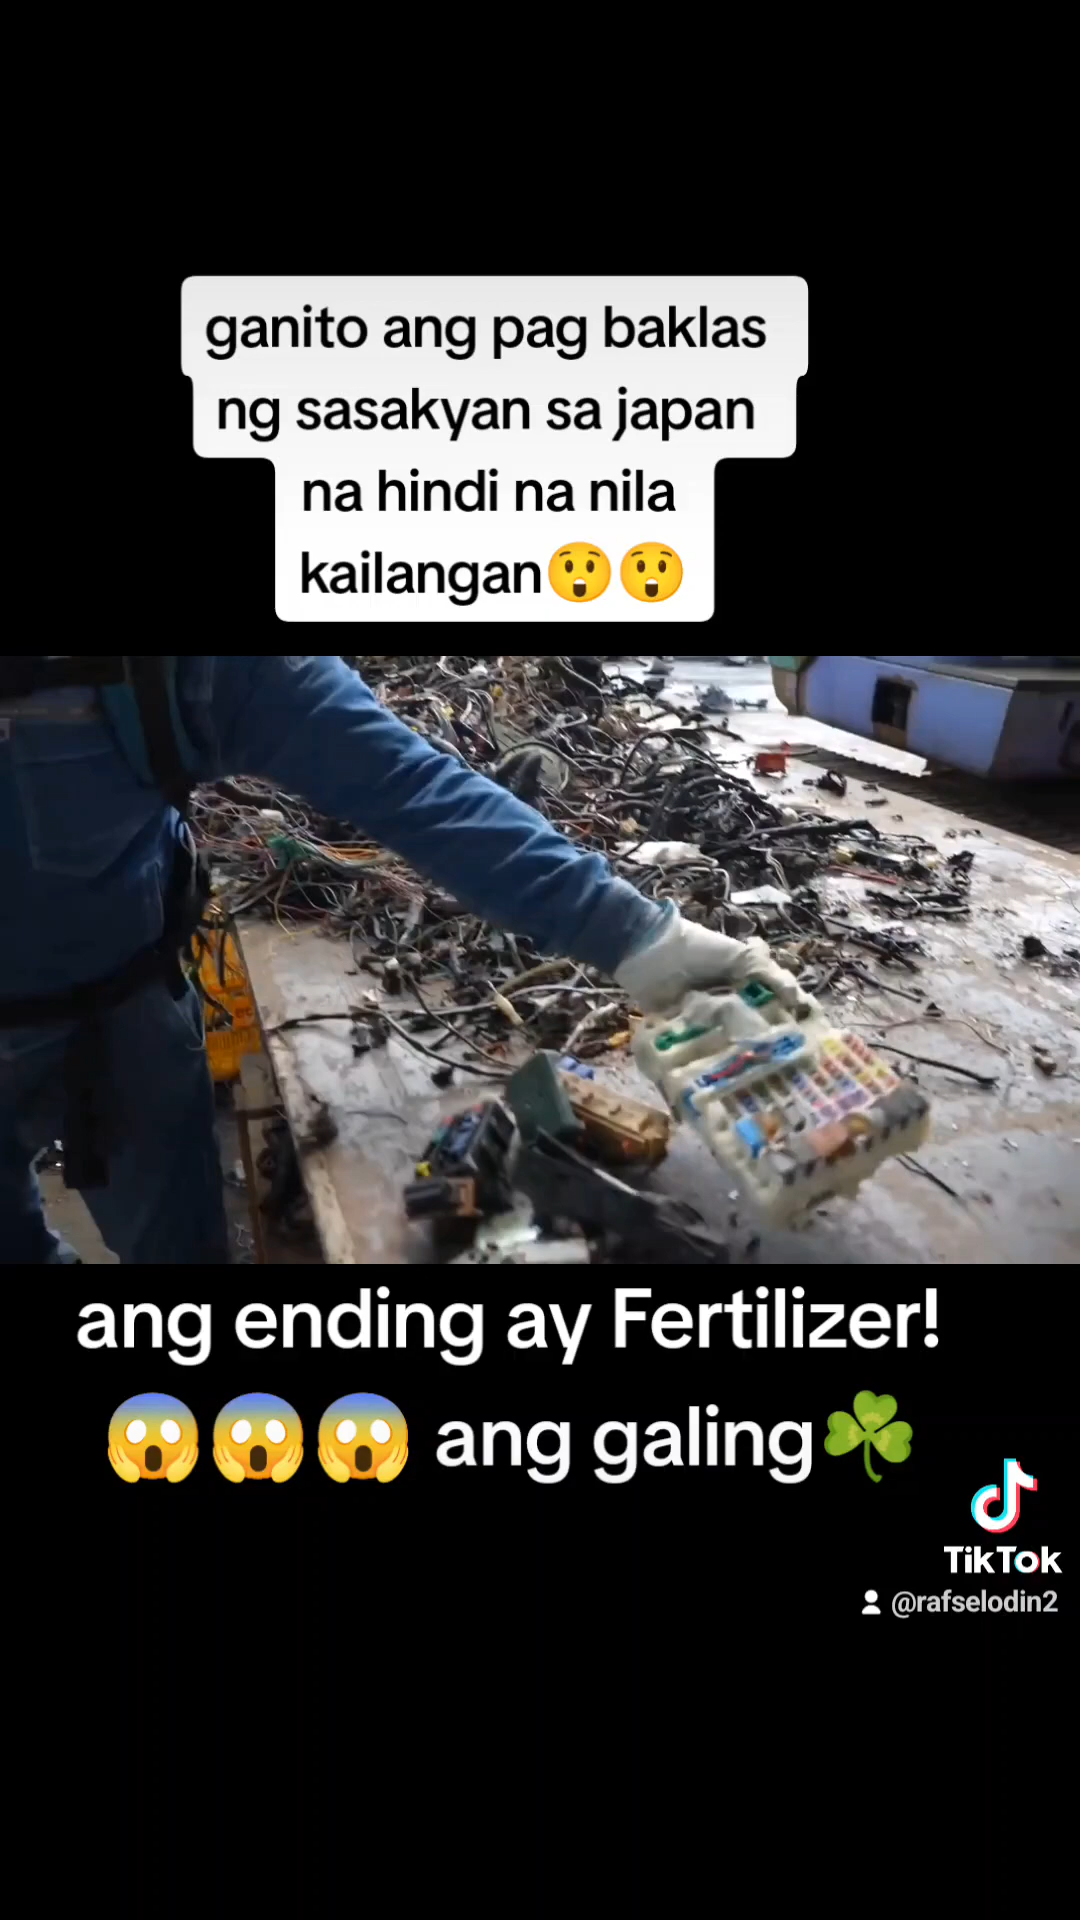 ganito ang pag baklas
ng sasakyan sa japan
na hindi na nila
kailangan😲😲
ang ending ay Fertilizer!
😱😱😱 ang galing☘️
TikTok
@rafselodin2